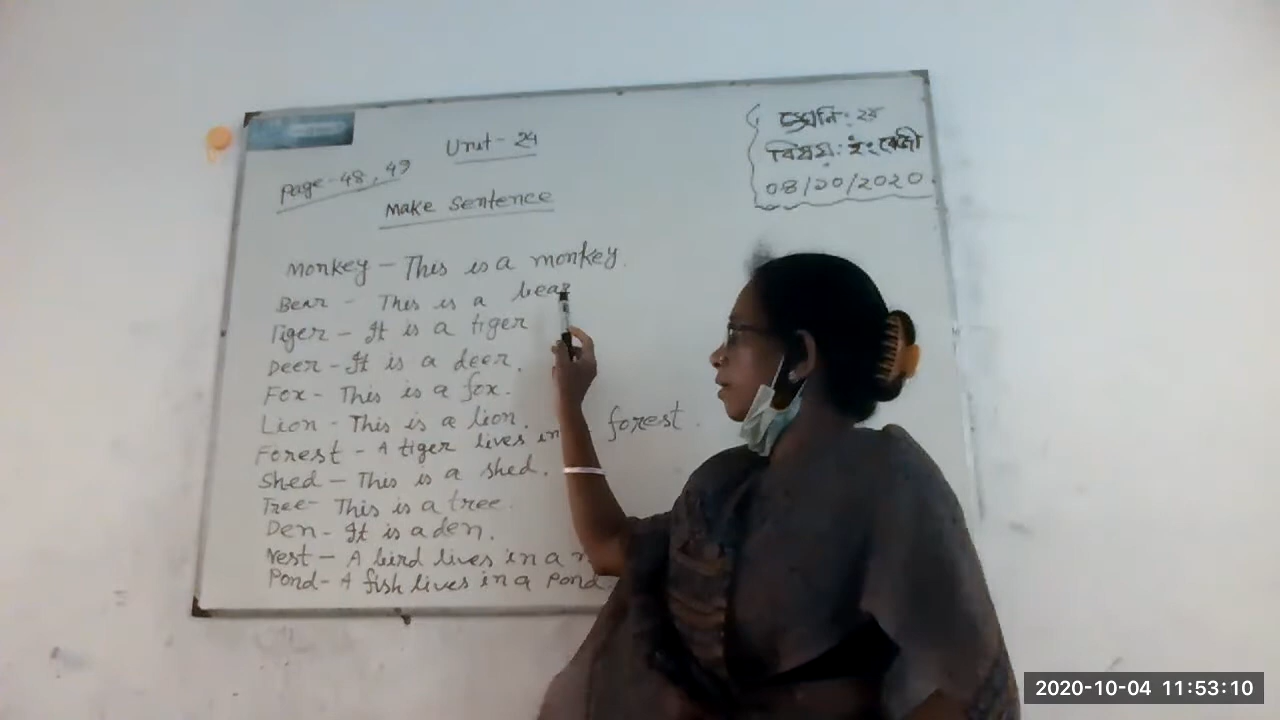 Unit - 24
Page - 48, 49
Make Sentence
শ্রেনি: ২য়
বিষয়: ইংরেজী
০৪/১০/২০২০
Monkey - This is a monkey.
Bear - This is a bear
Tiger - It is a tiger
Deer - It is a deer.
Fox - This is a fox.
Lion - This is a lion.
Forest - A tiger lives in forest.
Shed - This is a shed.
Tree - This is a tree.
Den - It is a den.
Nest - A bird lives in a
Pond - A fish lives in a pond.
2020-10-04 11:53:10